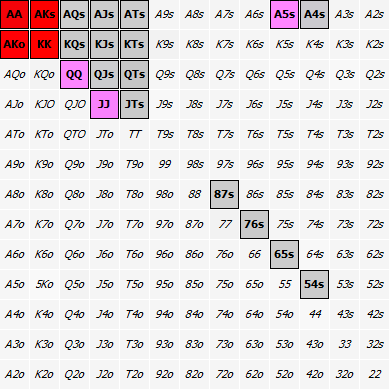 AA AKs AQs AJs ATs A9s A8s A7s A6s A5s A4s A3s A2s
AKo KK KQs KJs KTs K9s K8s K7s K6s K5s K4s K3s K2s
AQo KQo QQ QJs QTs Q9s Q8s Q7s Q6s Q5s Q4s Q3s Q2s
AJo KJO QJO JJ JTs J9s J8s J7s J6s J5s J4s J3s J2s
ATo KTo QTO JTo TT T9s T8s T7s T6s T5s T4s T3s T2s
A9o K9o Q9o J9o T9o 99 98s 97s 96s 95s 94s 93s 92s
A8o K8o Q8o J8o T8o 98o 88 87s 86s 85s 84s 83s 82s
A7o K7o Q7o J7o T7o 97o 87o 77 76s 75s 74s 73s 72s
A6o K6o Q6o J6o T6o 96o 86o 76o 66 65s 64s 63s 62s
A5o 5Ko Q5o J5o T5o 95o 85o 75o 65o 55 54s 53s 52s
A4o K4o Q4o J4o T4o 94o 84o 74o 64o 54o 44 43s 42s
A3o K3o Q3o J3o T3o 93o 83o 73o 63o 53o 43o 33 32s
A2o K2o Q2o J2o T2o 92o 82o 72o 62o 52o 42o 32o 22